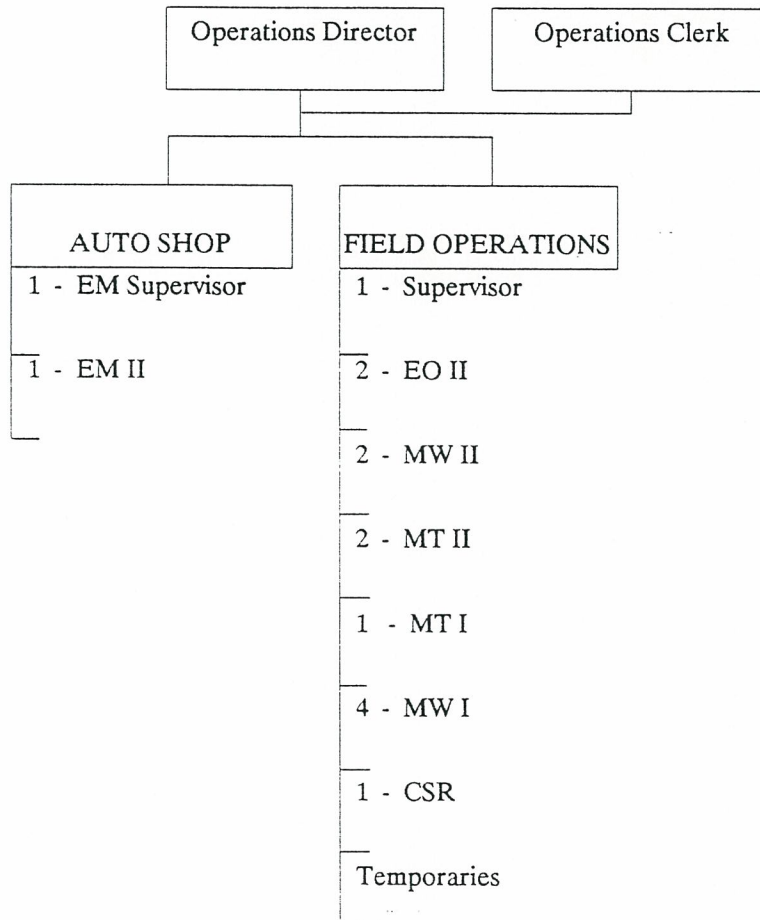 Operations Director
Operations Clerk
AUTO SHOP
1 - EM Supervisor
1 - EM II
FIELD OPERATIONS
1 - Supervisor
2 - EO II
2 - MW II
2 - MT II
1 - MT I
4 - MW I
1 - CSR
Temporaries